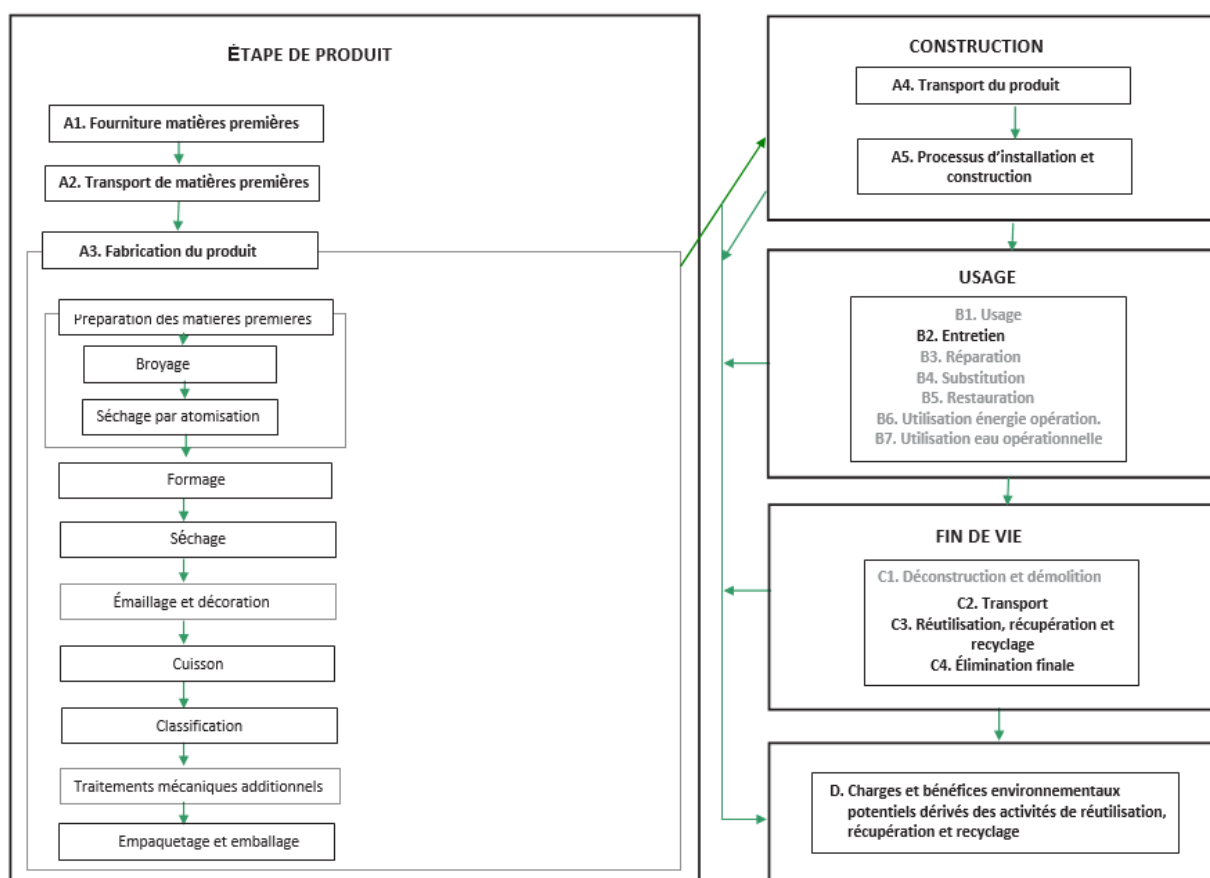 ÉTAPE DE PRODUIT
A1. Fourniture matières premières
A2. Transport de matières premières
A3. Fabrication du produit
Préparation des matières premières
Broyage
Séchage par atomisation
Formage
Séchage
Émaillage et décoration
Cuisson
Classification
Traitements mécaniques additionnels
Empaquetage et emballage
CONSTRUCTION
A4. Transport du produit
A5. Processus d'installation et
construction
USAGE
B1. Usage
B2. Entretien
B3. Réparation
B4. Substitution
B5. Restauration
B6. Utilisation énergie opération.
B7. Utilisation eau opérationnelle
FIN DE VIE
C1. Déconstruction et démolition
C2. Transport
C3. Réutilisation, récupération et
recyclage
C4. Élimination finale
D. Charges et bénéfices environnementaux
potentiels dérivés des activités de réutilisation,
récupération et recyclage